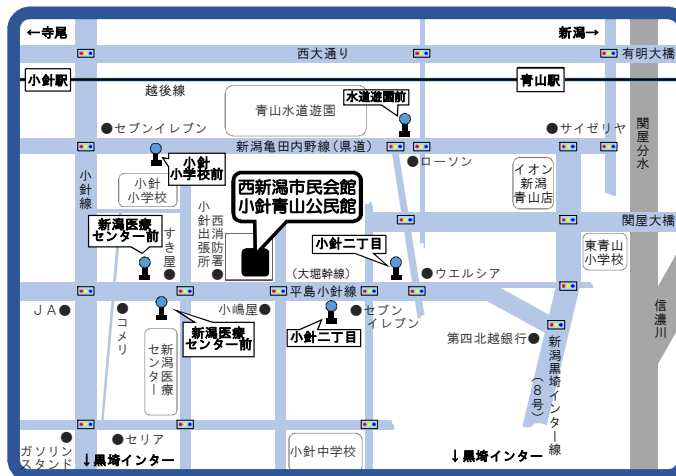 ←寺尾
新潟→
西大通り
有明大橋
小針駅
青山駅
越後線
水道遊園前
青山水道遊園
関屋分水
セブンイレブン
サイゼリヤ
新潟亀田内野線(県道)
小針
小学校前
ローソン
小針線
小針
小学校
イオン
新潟
青山店
西新潟市民会館
小針青山公民館
西消防署
小針出張所
関屋大橋
新潟医療
センター前
すき屋
小針二丁目
東青山
小学校
(大堀幹線)
ウエルシア
平島小針線
JA
コメリ
小嶋屋
セブン
イレブン
信濃川
新潟医療
センター前
小針二丁目
第四北越銀行
新潟医療
センター
新潟黒埼インター線
(8号)
ガソリン
スタンド
セリア
小針中学校
↓黒埼インター
↓黒埼インター